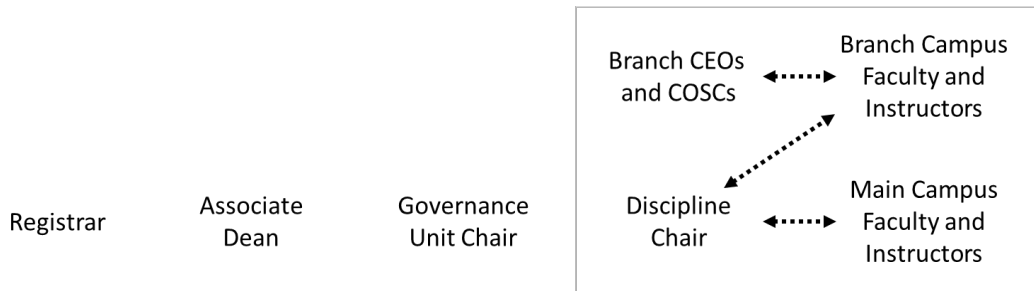 Branch CEOs
and COSCs
Branch Campus
Faculty and
Instructors
Registrar
Associate
Dean
Governance
Unit Chair
Discipline
Chair
Main Campus
Faculty and
Instructors